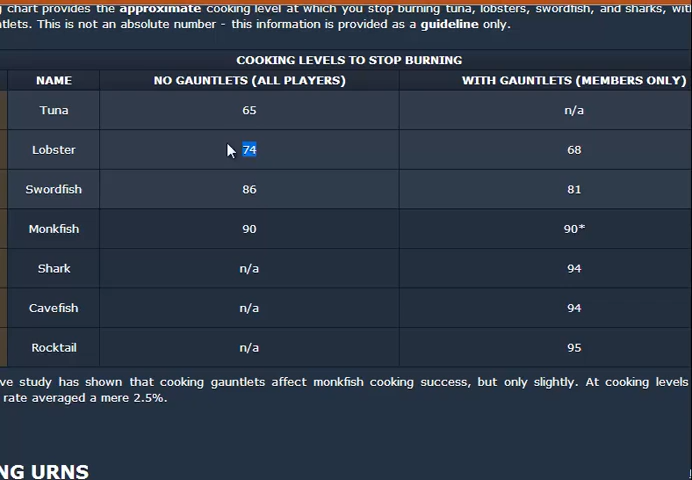 chart provides the approximate cooking level at which you stop burning tuna, lobsters, swordfish, and sharks,
This is not an absolute number - this information is provided as a guideline only.
COOKING LEVELS TO STOP BURNING
NAME NO GAUNTLETS (ALL PLAYERS) WITH GAUNTLETS (MEMBERS ONLY)
Tuna 65 n/a
Lobster 74 68
Swordfish 86 81
Monkfish 90 90*
Shark n/a 94
Cavefish n/a 94
Rocktail n/a 95
study has shown that cooking gauntlets affect monkfish cooking success, but only slightly. At cooking levels
rate averaged a mere 2.5%.
URNS